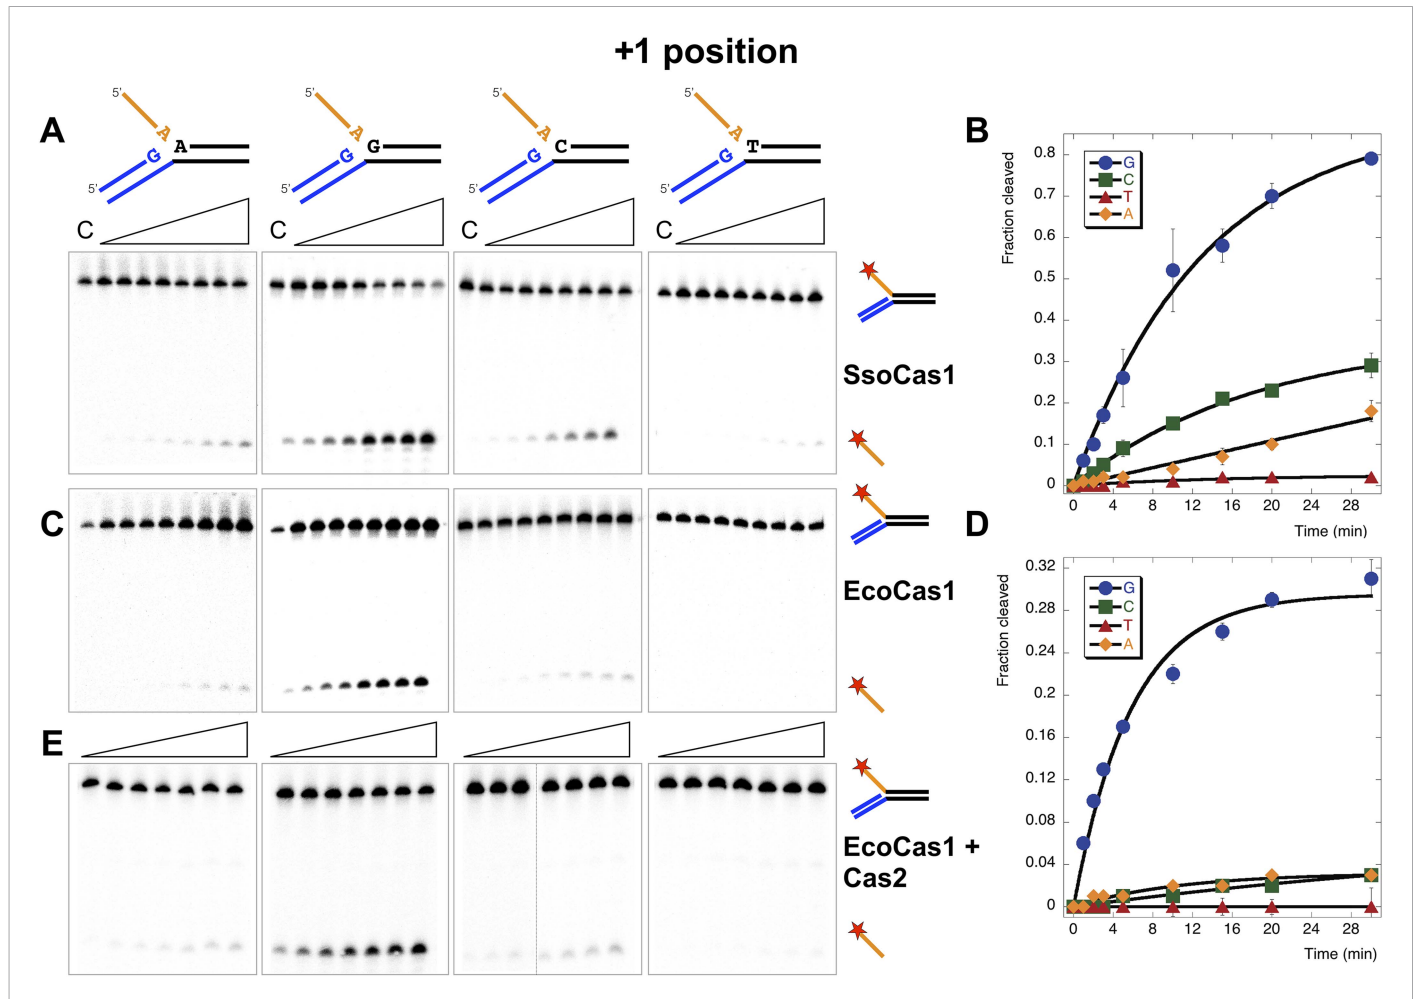 +1 position
A
5'
A
G
A
5'
5'
A
G
G
5'
5'
A
G
C
5'
5'
A
G
T
5'
C
C
C
C
SsoCas1
B
Fraction cleaved
0.8
0.7
0.6
0.5
0.4
0.3
0.2
0.1
0
G
C
T
A
0 4 8 12 16 20 24 28
Time (min)
C
EcoCas1
D
Fraction cleaved
0.32
0.28
0.24
0.2
0.16
0.12
0.08
0.04
0
G
C
T
A
0 4 8 12 16 20 24 28
Time (min)
E
EcoCas1 +
Cas2